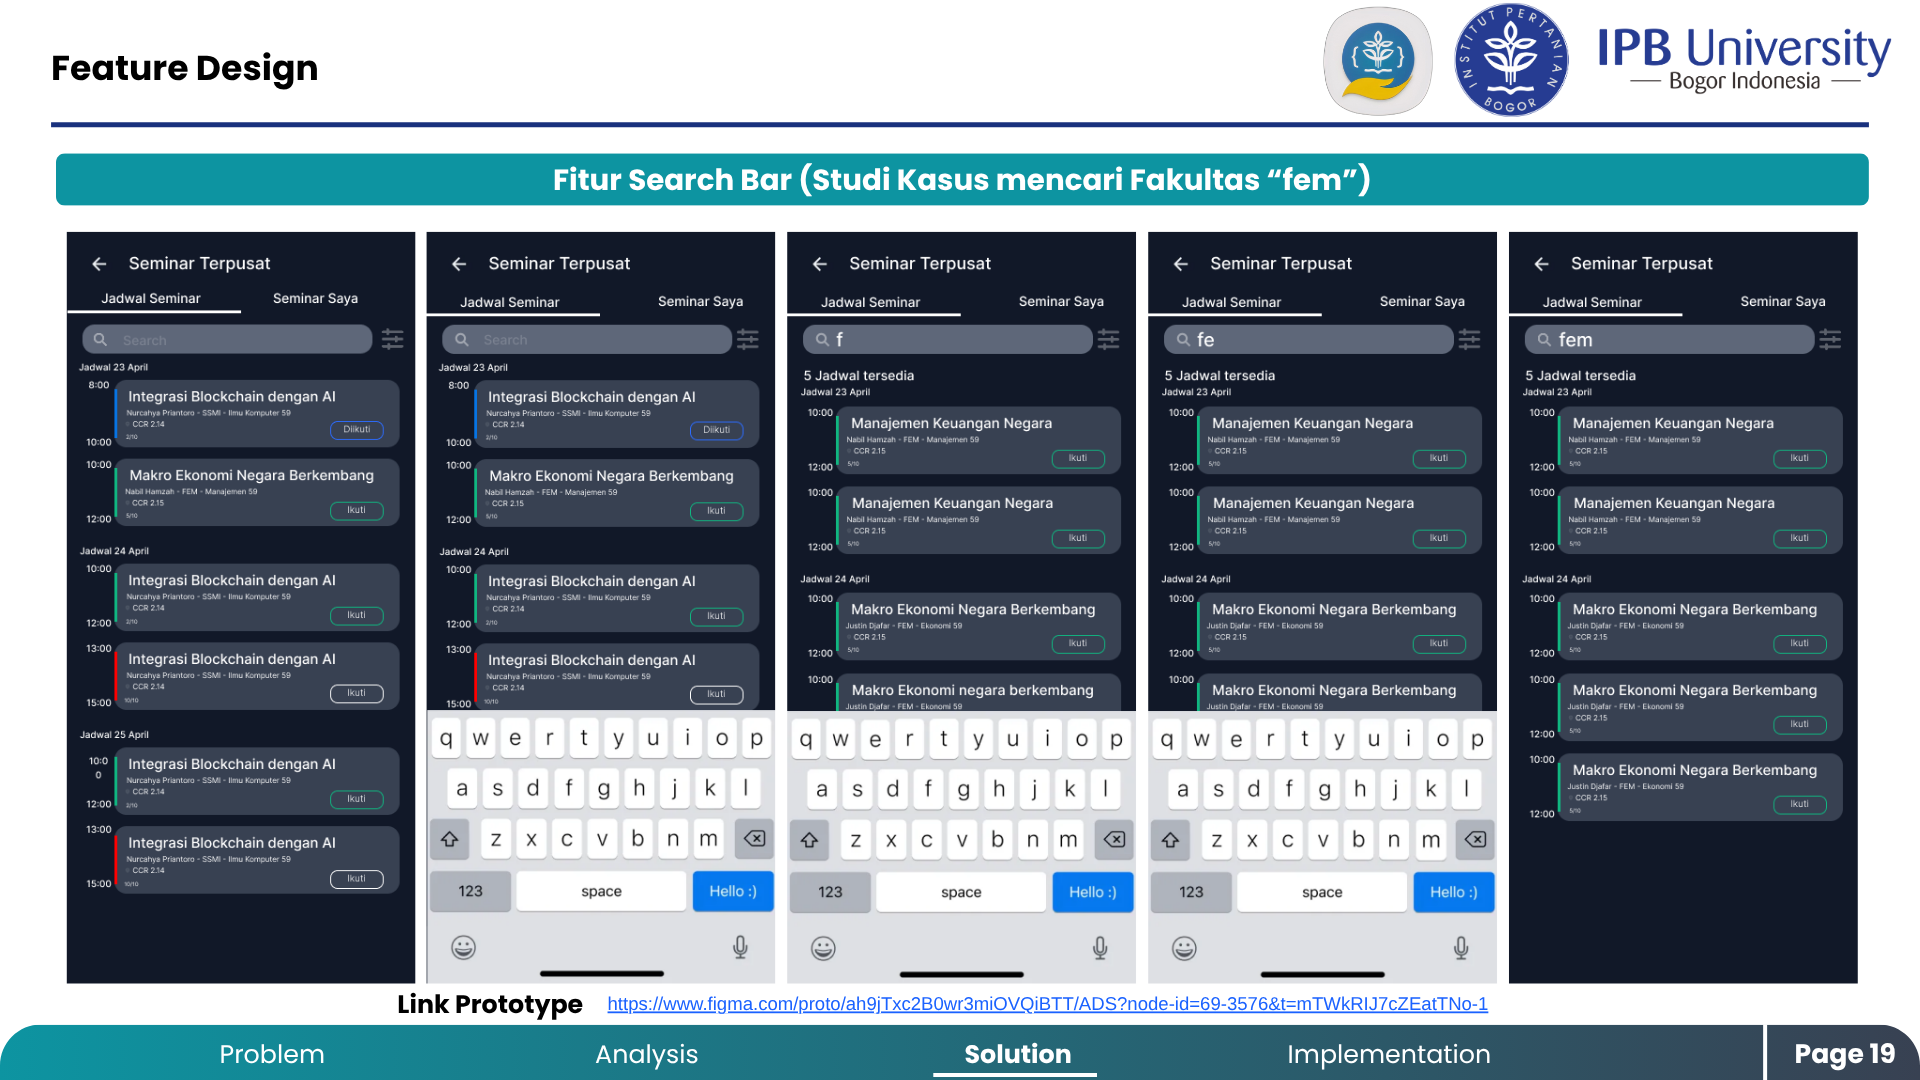 Feature Design
INSTITUT PERTANIAN BOGOR
IPB University
Bogor Indonesia
Fitur Search Bar (Studi Kasus mencari Fakultas “fem”)
Seminar Terpusat
Jadwal Seminar Seminar Saya
Search
Jadwal 23 April
8:00
Integrasi Blockchain dengan AI
Nurcahya Priantoro - SSMI - Ilmu Komputer 59
CCR 2.14
Diikuti
2/10
10:00
10:00
Makro Ekonomi Negara Berkembang
Nabil Hamzah - FEM - Manajemen 59
CCR 2.15
Ikuti
5/10
12:00
Jadwal 24 April
10:00
Integrasi Blockchain dengan AI
Nurcahya Priantoro - SSMI - Ilmu Komputer 59
CCR 2.14
Ikuti
2/10
12:00
13:00
Integrasi Blockchain dengan AI
Nurcahya Priantoro - SSMI - Ilmu Komputer 59
CCR 2.14
Ikuti
10/10
15:00
Jadwal 25 April
10:0
0
Integrasi Blockchain dengan AI
Nurcahya Priantoro - SSMI - Ilmu Komputer 59
CCR 2.14
Ikuti
2/10
12:00
13:00
Integrasi Blockchain dengan AI
Nurcahya Priantoro - SSMI - Ilmu Komputer 59
CCR 2.14
Ikuti
10/10
15:00
Seminar Terpusat
Jadwal Seminar Seminar Saya
Search
Jadwal 23 April
8:00
Integrasi Blockchain dengan AI
Nurcahya Priantoro - SSMI - Ilmu Komputer 59
CCR 2.14
Diikuti
2/10
10:00
10:00
Makro Ekonomi Negara Berkembang
Nabil Hamzah - FEM - Manajemen 59
CCR 2.15
Ikuti
5/10
12:00
Jadwal 24 April
10:00
Integrasi Blockchain dengan AI
Nurcahya Priantoro - SSMI - Ilmu Komputer 59
CCR 2.14
Ikuti
2/10
12:00
13:00
Integrasi Blockchain dengan AI
Nurcahya Priantoro - SSMI - Ilmu Komputer 59
CCR 2.14
Ikuti
10/10
15:00
q w e r t y u i o p
a s d f g h j k l
z x c v b n m
123 space Hello :)
Seminar Terpusat
Jadwal Seminar Seminar Saya
f
5 Jadwal tersedia
Jadwal 23 April
10:00
Manajemen Keuangan Negara
Nabil Hamzah - FEM - Manajemen 59
CCR 2.15
Ikuti
5/10
12:00
10:00
Manajemen Keuangan Negara
Nabil Hamzah - FEM - Manajemen 59
CCR 2.15
Ikuti
5/10
12:00
Jadwal 24 April
10:00
Makro Ekonomi Negara Berkembang
Justin Djafar - FEM - Ekonomi 59
CCR 2.15
Ikuti
5/10
12:00
10:00
Makro Ekonomi negara berkembang
Justin Djafar - FEM - Ekonomi 59
q w e r t y u i o p
a s d f g h j k l
z x c v b n m
123 space Hello :)
Seminar Terpusat
Jadwal Seminar Seminar Saya
fe
5 Jadwal tersedia
Jadwal 23 April
10:00
Manajemen Keuangan Negara
Nabil Hamzah - FEM - Manajemen 59
CCR 2.15
Ikuti
5/10
12:00
10:00
Manajemen Keuangan Negara
Nabil Hamzah - FEM - Manajemen 59
CCR 2.15
Ikuti
5/10
12:00
Jadwal 24 April
10:00
Makro Ekonomi Negara Berkembang
Justin Djafar - FEM - Ekonomi 59
CCR 2.15
Ikuti
5/10
12:00
10:00
Makro Ekonomi Negara Berkembang
Justin Djafar - FEM - Ekonomi 59
q w e r t y u i o p
a s d f g h j k l
z x c v b n m
123 space Hello :)
Seminar Terpusat
Jadwal Seminar Seminar Saya
fem
5 Jadwal tersedia
Jadwal 23 April
10:00
Manajemen Keuangan Negara
Nabil Hamzah - FEM - Manajemen 59
CCR 2.15
Ikuti
5/10
12:00
10:00
Manajemen Keuangan Negara
Nabil Hamzah - FEM - Manajemen 59
CCR 2.15
Ikuti
5/10
12:00
Jadwal 24 April
10:00
Makro Ekonomi Negara Berkembang
Justin Djafar - FEM - Ekonomi 59
CCR 2.15
Ikuti
5/10
12:00
10:00
Makro Ekonomi Negara Berkembang
Justin Djafar - FEM - Ekonomi 59
CCR 2.15
Ikuti
5/10
12:00
10:00
Makro Ekonomi Negara Berkembang
Justin Djafar - FEM - Ekonomi 59
CCR 2.15
Ikuti
5/10
12:00
Link Prototype https://www.figma.com/proto/ah9jTxc2B0wr3miOVQiBTT/ADS?node-id=69-3576&t=mTWkRIJ7cZEatTNo-1
Problem Analysis Solution Implementation Page 19